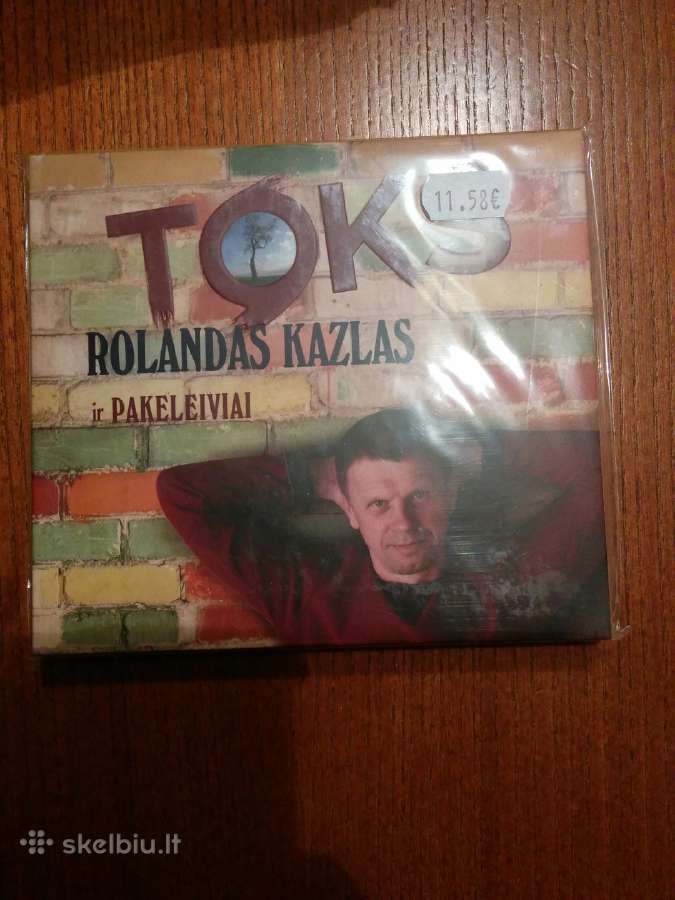 TOKS
11.58€
ROLANDAS KAZLAS
ir PAKELEIVIAI
skelbiu.lt